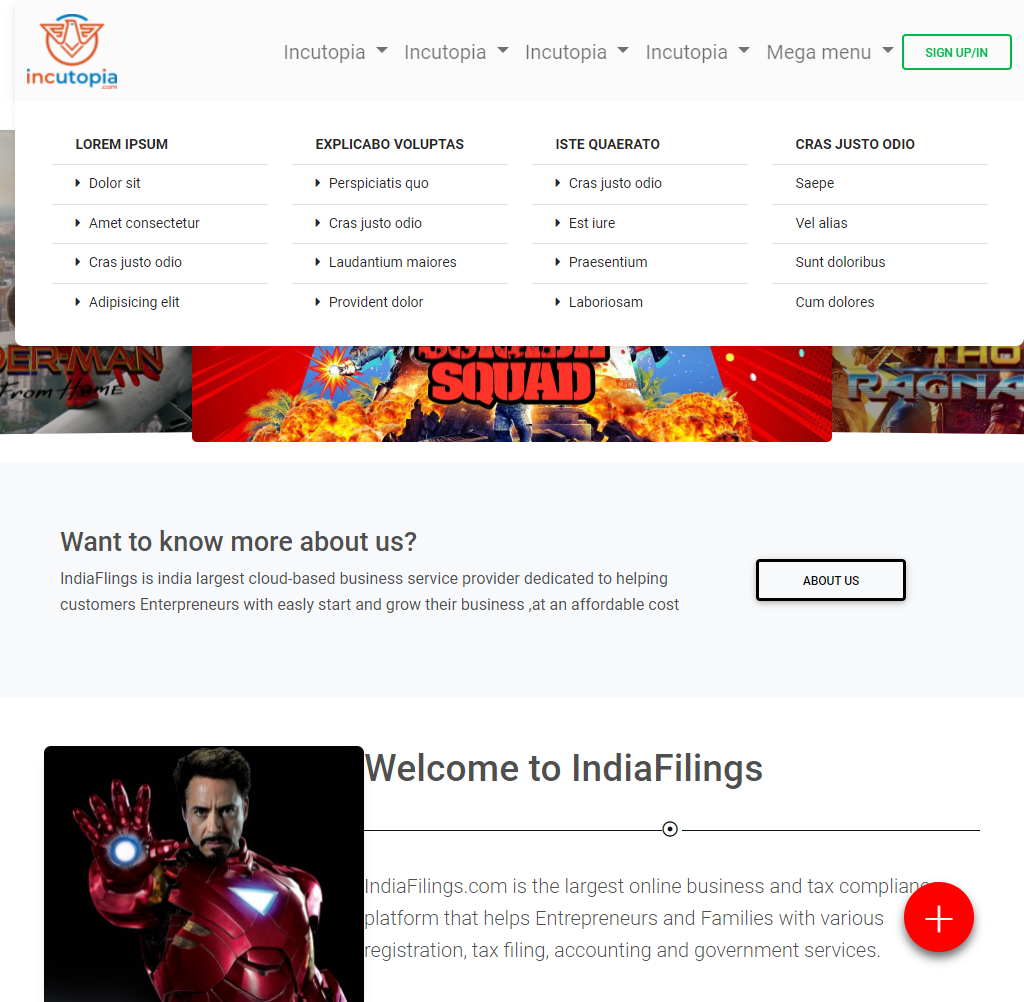 incutopia
.com
Incutopia Incutopia Incutopia Incutopia Mega menu SIGN UP/IN
LOREM IPSUM
Dolor sit
Amet consectetur
Cras justo odio
Adipisicing elit
EXPLICABO VOLUPTAS
Perspiciatis quo
Cras justo odio
Laudantium maiores
Provident dolor
ISTE QUAERATO
Cras justo odio
Est iure
Praesentium
Laboriosam
CRAS JUSTO ODIO
Saepe
Vel alias
Sunt doloribus
Cum dolores
DER-MAN
From Home
SQUAD
THO
RAGNA
Want to know more about us?
IndiaFlings is india largest cloud-based business service provider dedicated to helping
customers Enterpreneurs with easly start and grow their business ,at an affordable cost
ABOUT US
Welcome to IndiaFilings
IndiaFilings.com is the largest online business and tax complianc
platform that helps Entrepreneurs and Families with various
registration, tax filing, accounting and government services.